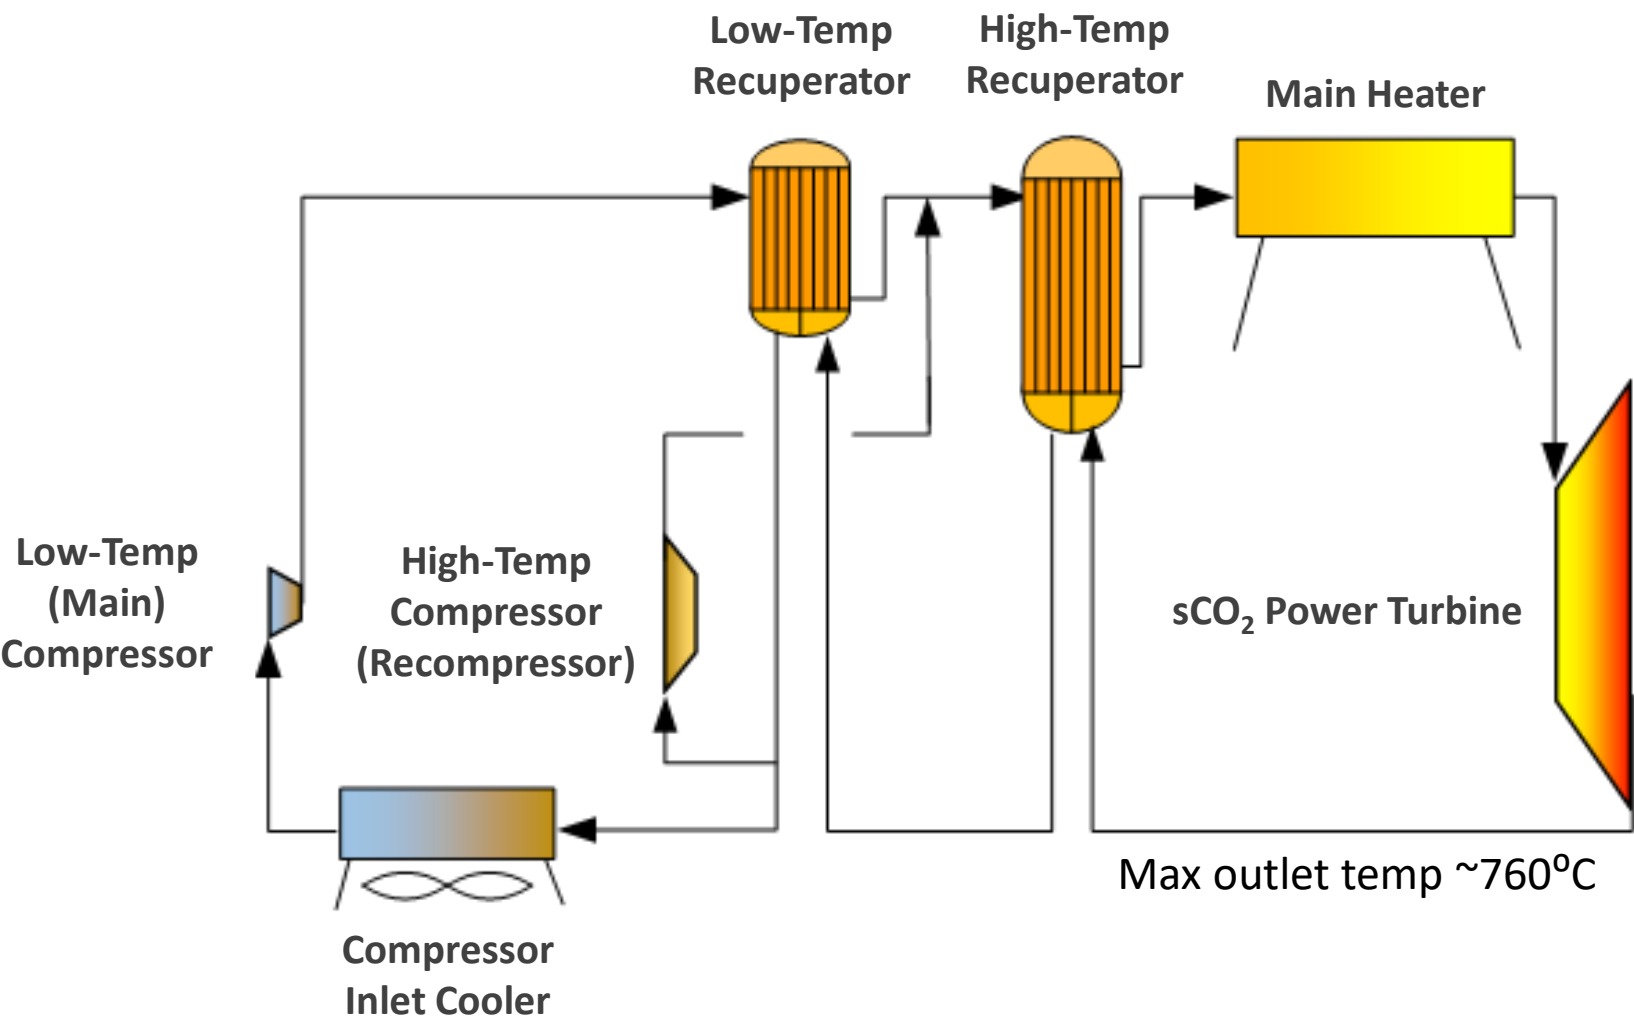 Low-Temp
Recuperator
High-Temp
Recuperator
Main Heater
Low-Temp
(Main)
Compressor
High-Temp
Compressor
(Recompressor)
sCO₂ Power Turbine
Max outlet temp ~760⁰C
Compressor
Inlet Cooler